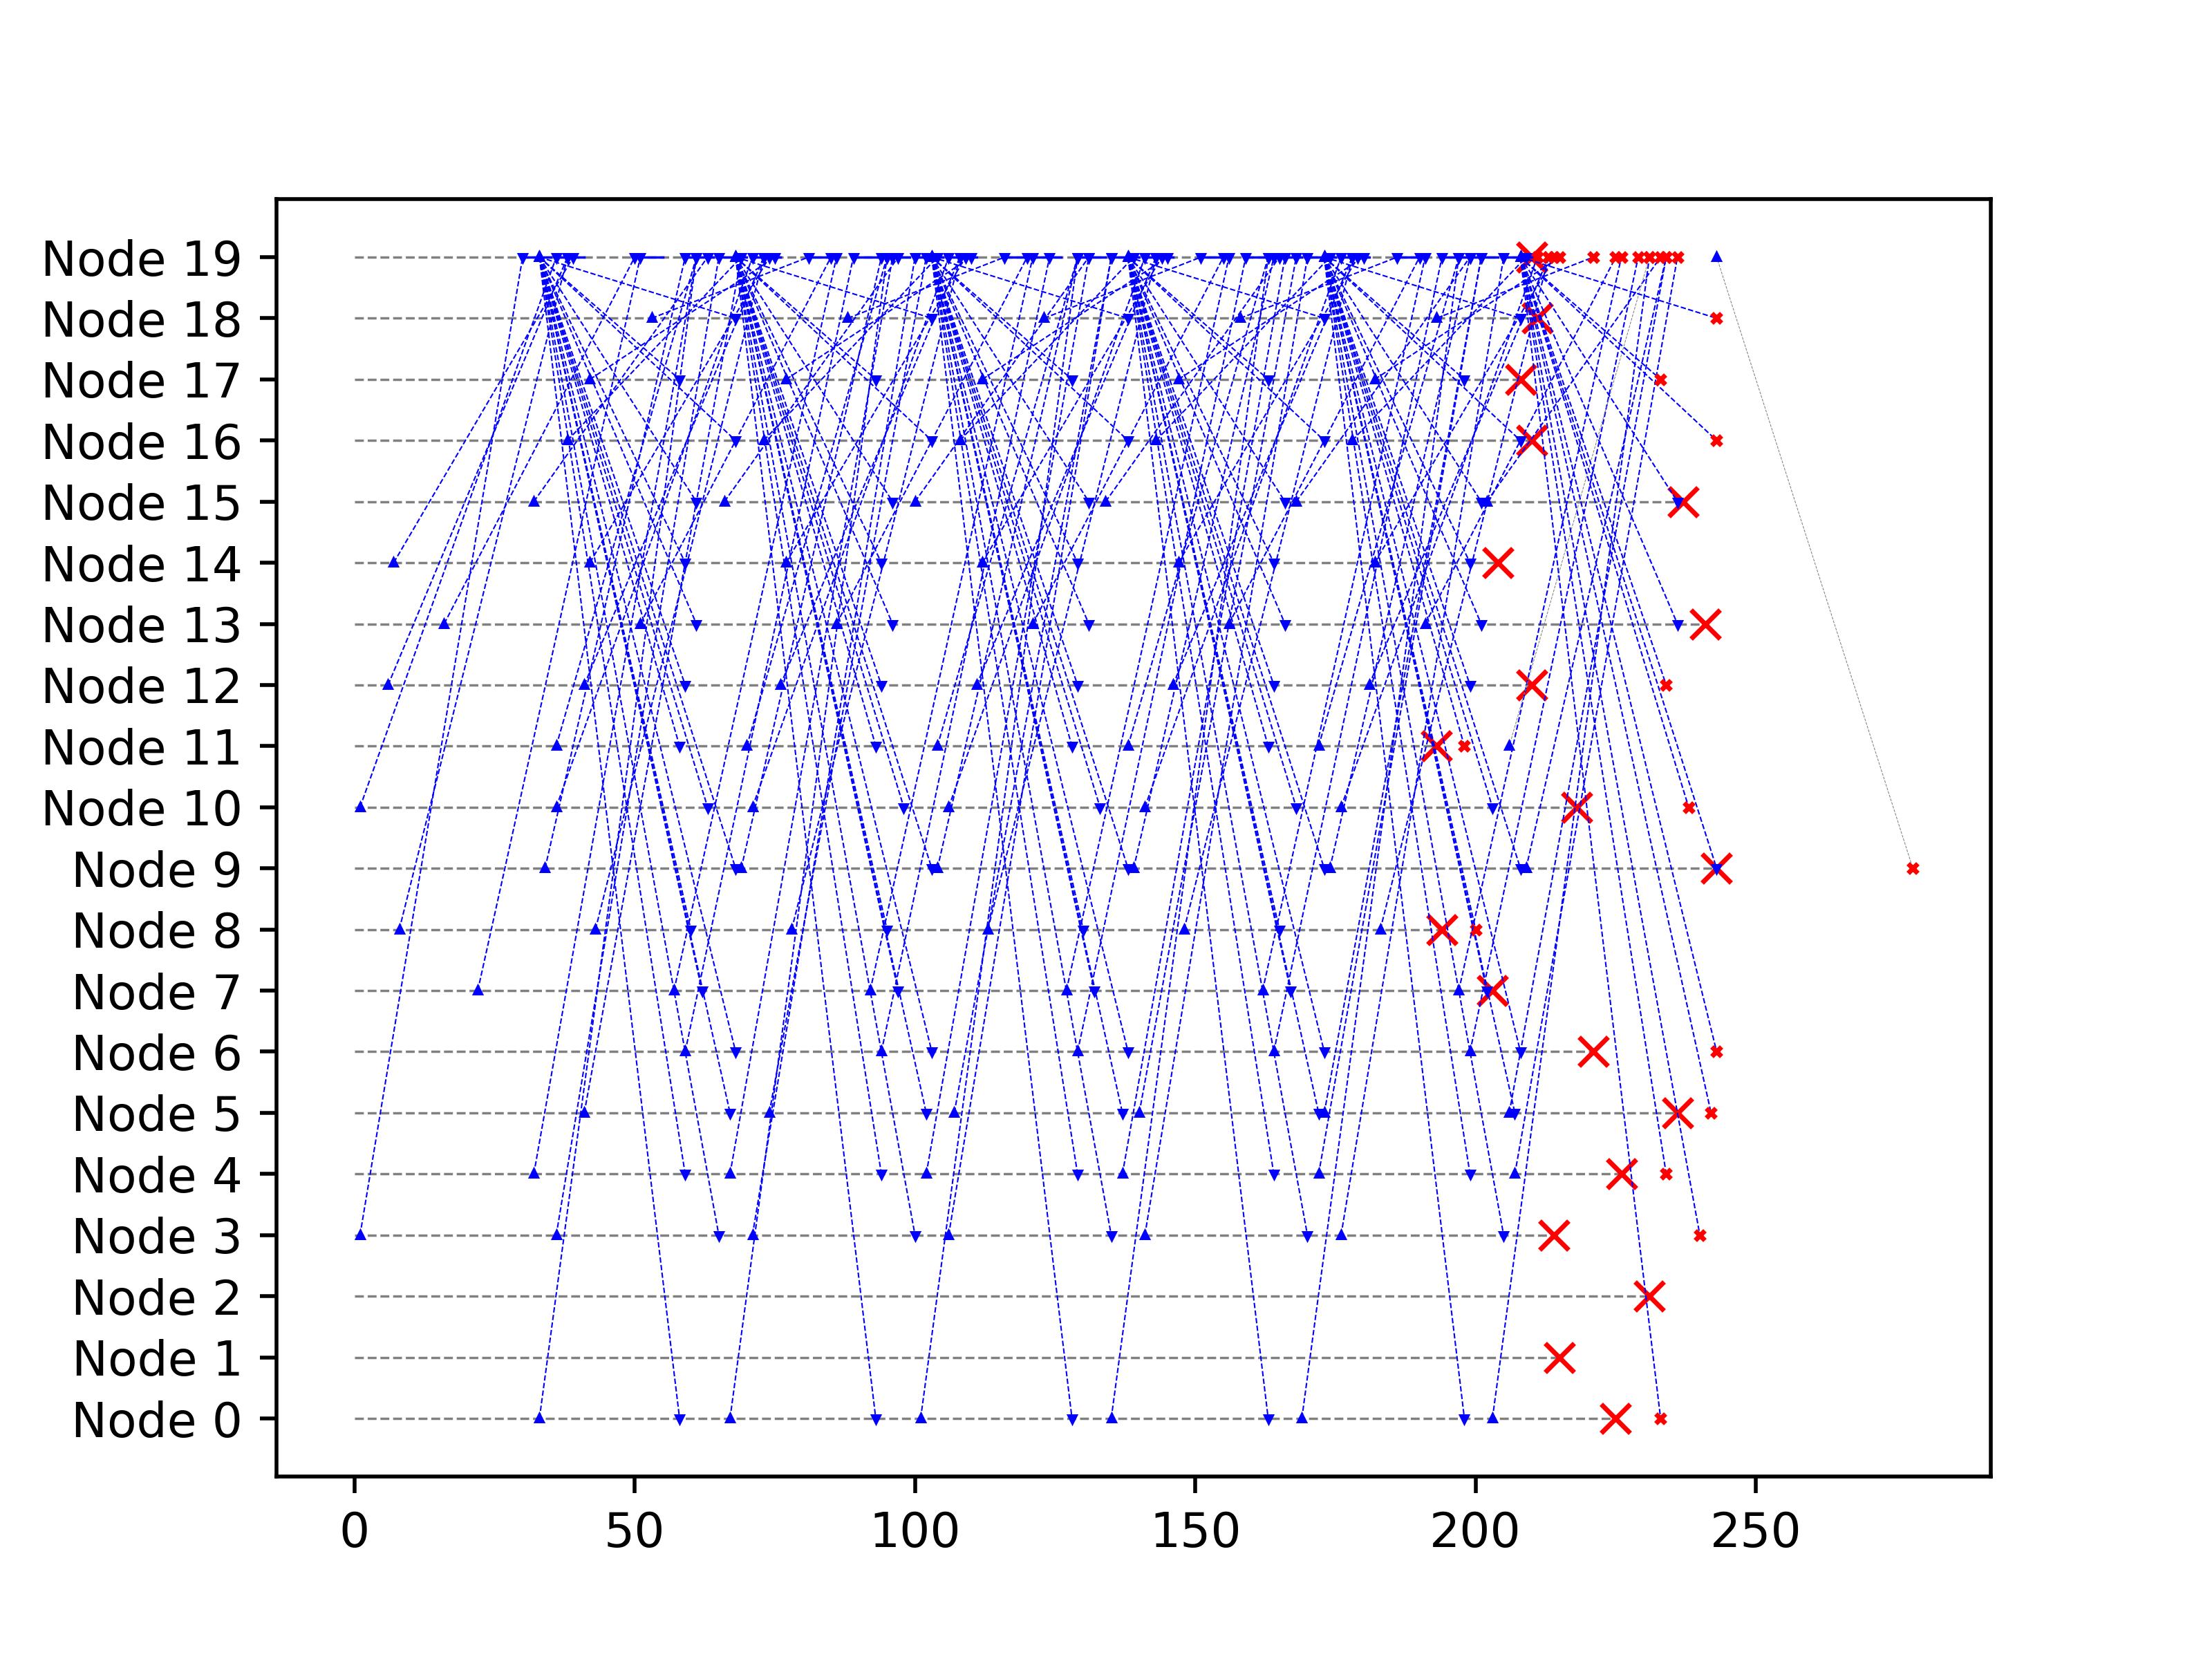 Node 19
Node 18
Node 17
Node 16
Node 15
Node 14
Node 13
Node 12
Node 11
Node 10
Node 9
Node 8
Node 7
Node 6
Node 5
Node 4
Node 3
Node 2
Node 1
Node 0
0 50 100 150 200 250